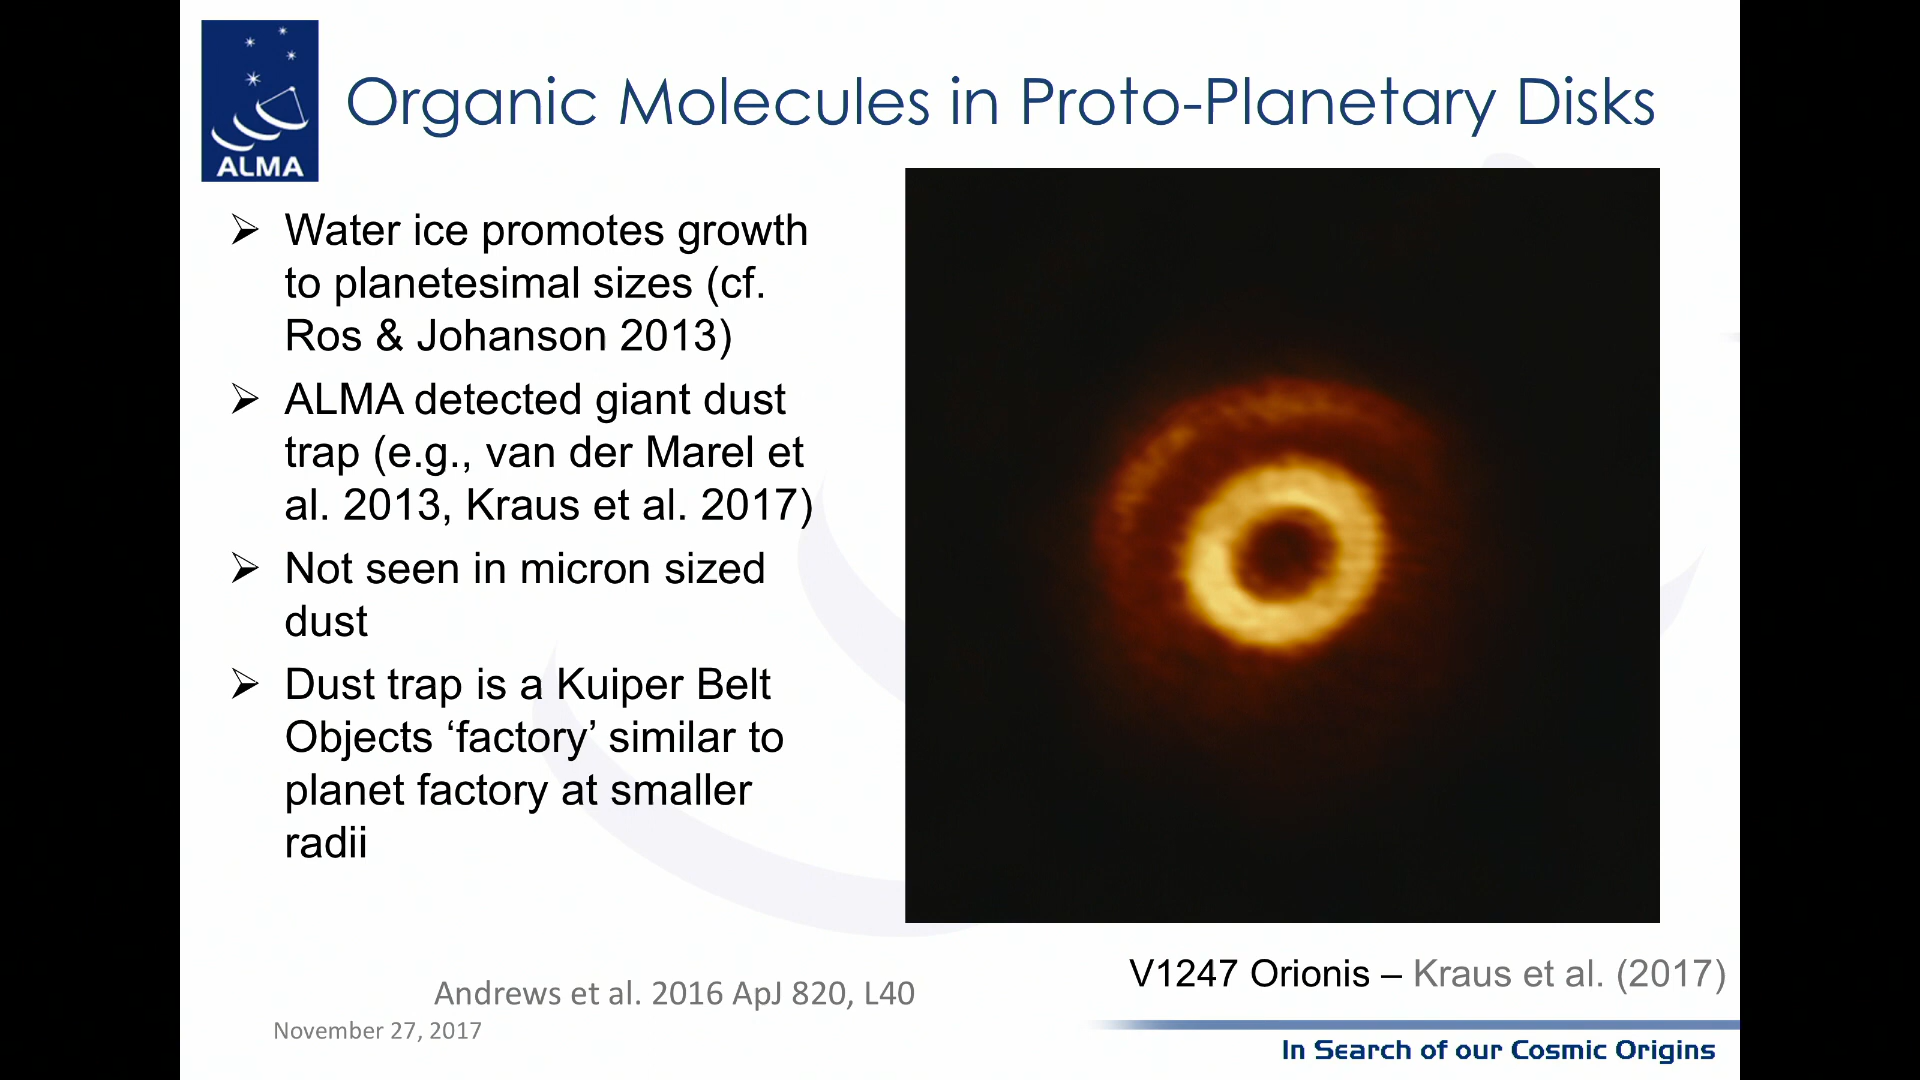 ALMA
Organic Molecules in Proto-Planetary Disks
➢ Water ice promotes growth
to planetesimal sizes (cf.
Ros & Johanson 2013)
➢ ALMA detected giant dust
trap (e.g., van der Marel et
al. 2013, Kraus et al. 2017)
➢ Not seen in micron sized
dust
➢ Dust trap is a Kuiper Belt
Objects ‘factory’ similar to
planet factory at smaller
radii
V1247 Orionis – Kraus et al. (2017)
Andrews et al. 2016 ApJ 820, L40
November 27, 2017
In Search of our Cosmic Origins